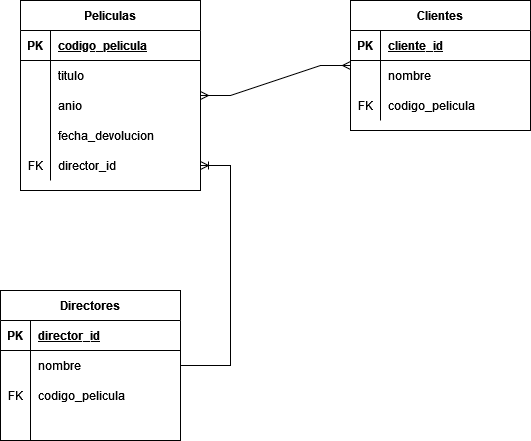 Peliculas
PK codigo_pelicula
titulo
anio
fecha_devolucion
FK director_id
Clientes
PK cliente_id
nombre
FK codigo_pelicula
Directores
PK director_id
nombre
FK codigo_pelicula